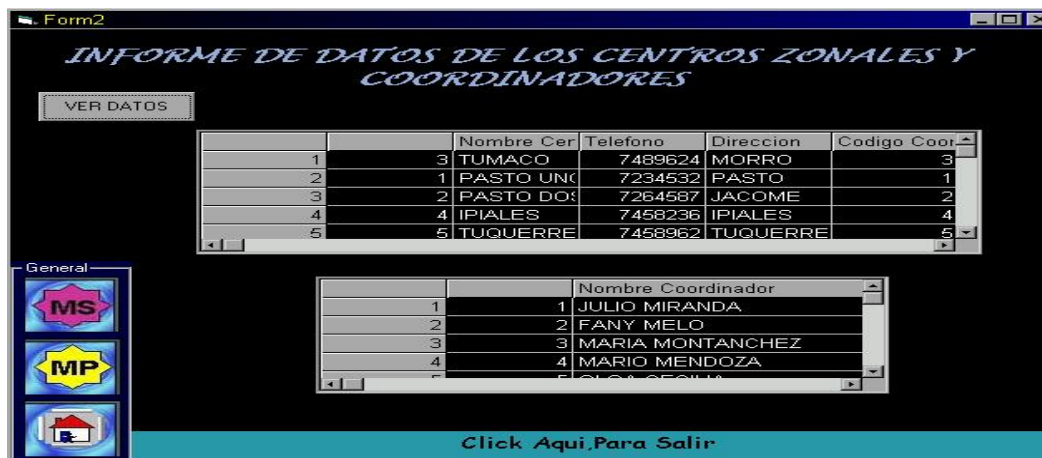 Form2
INFORME DE DATOS DE LOS CENTROS ZONALES Y
COORDINADORES
VER DATOS
Nombre Cer Telefono Direccion Codigo Coor
1 3 TUMACO 7489624 MORRO 3
2 1 PASTO UNO 7234532 PASTO 1
3 2 PASTO DOS 7264587 JACOME 2
4 4 IPIALES 7458236 IPIALES 4
5 5 TUQUERRE 7458962 TUQUERRE 5
General
MS
MP
Nombre Coordinador
1 1 JULIO MIRANDA
2 2 FANY MELO
3 3 MARIA MONTANCHEZ
4 4 MARIO MENDOZA
Click Aqui,Para Salir